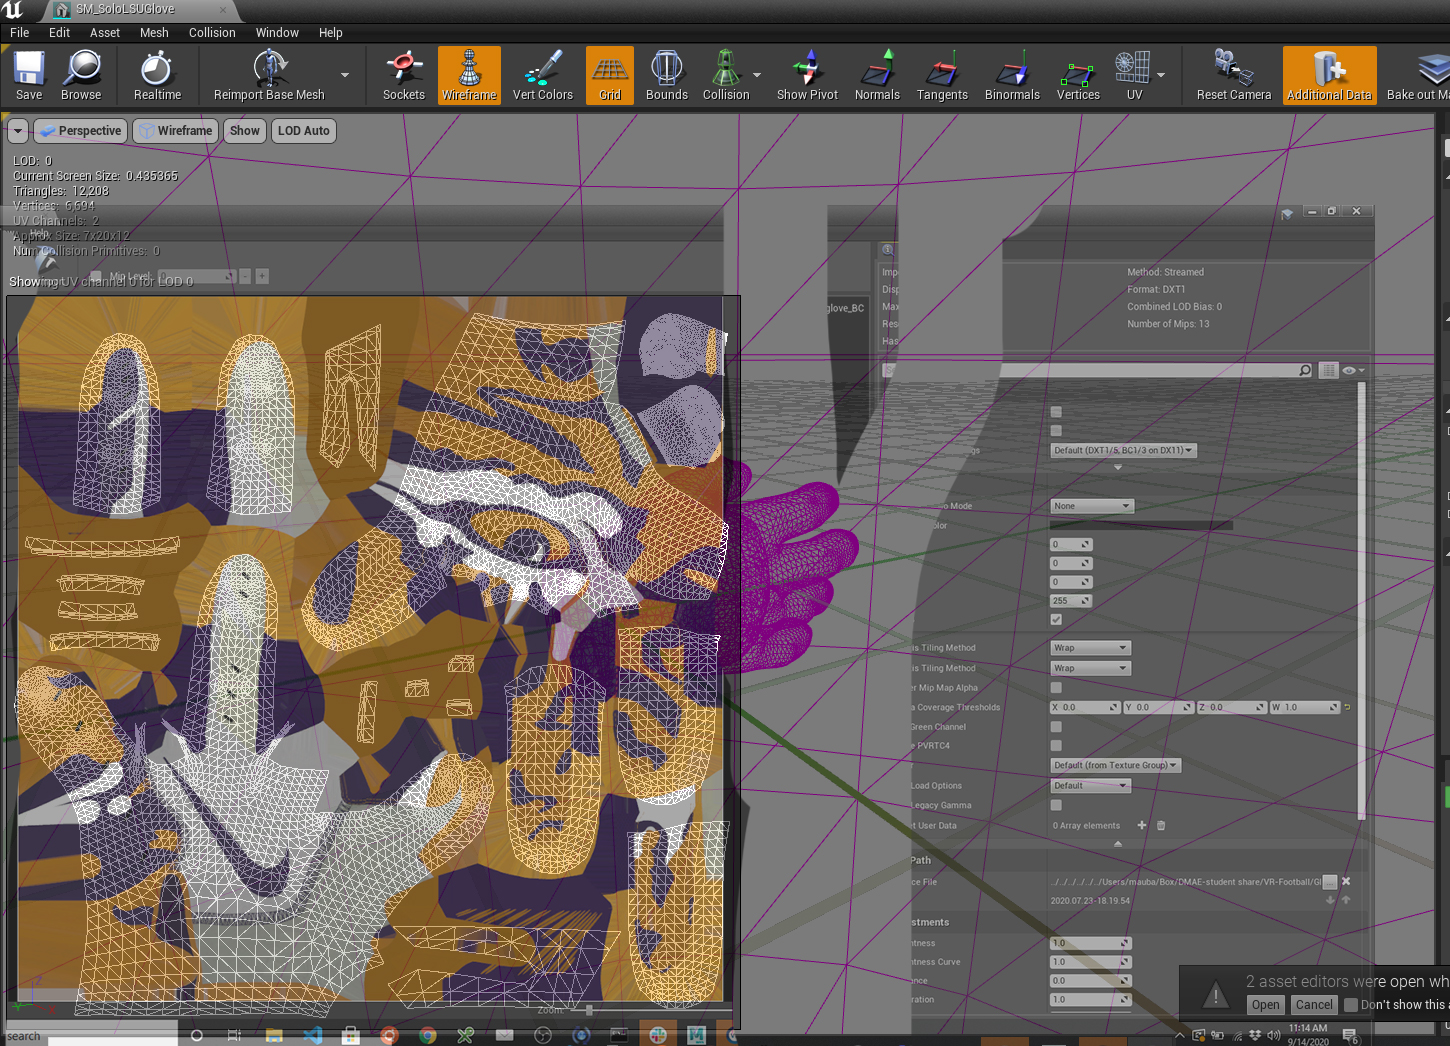 SM_SoloLSUGlove
File Edit Asset Mesh Collision Window Help
Save Browse Realtime Reimport Base Mesh Sockets Wireframe Vert Colors Grid Bounds Collision Show Pivot Normals Tangents Binormals Vertices UV Reset Camera Additional Data Bake out
Perspective Wireframe Show LOD Auto
LOD: 0
Current Screen Size: 0.435365
Triangles: 12,208
Vertices: 6,694
UV Channels: 2
Approx Size: 7x20x12
Num Collision Primitives: 0
Help
Mip Level: 0 - +
Showing UV channel 0 for LOD 0
glove_BC
Method: Streamed
Format: DXT1
Combined LOD Bias: 0
Number of Mips: 13
Default (DXT1/5, BC1/3 on DX11)
Mode None
0
0
0
255
is Tiling Method Wrap
is Tiling Method Wrap
Mip Map Alpha
Coverage Thresholds X 0.0 Y 0.0 Z 0.0 W 1.0
Green Channel
PVRTC4
Default (from Texture Group)
Load Options Default
Legacy Gamma
User Data 0 Array elements
Path
File ../../../../../../Users/mauba/Box/DMAE-student share/VR-Football/Gl
2020.07.23-18.19.54
stments
1.0
Curve 1.0
0.0
1.0
Zoom:
2 asset editors were open wh
Open Cancel Don't show this
search
11:14 AM
9/14/2020
6